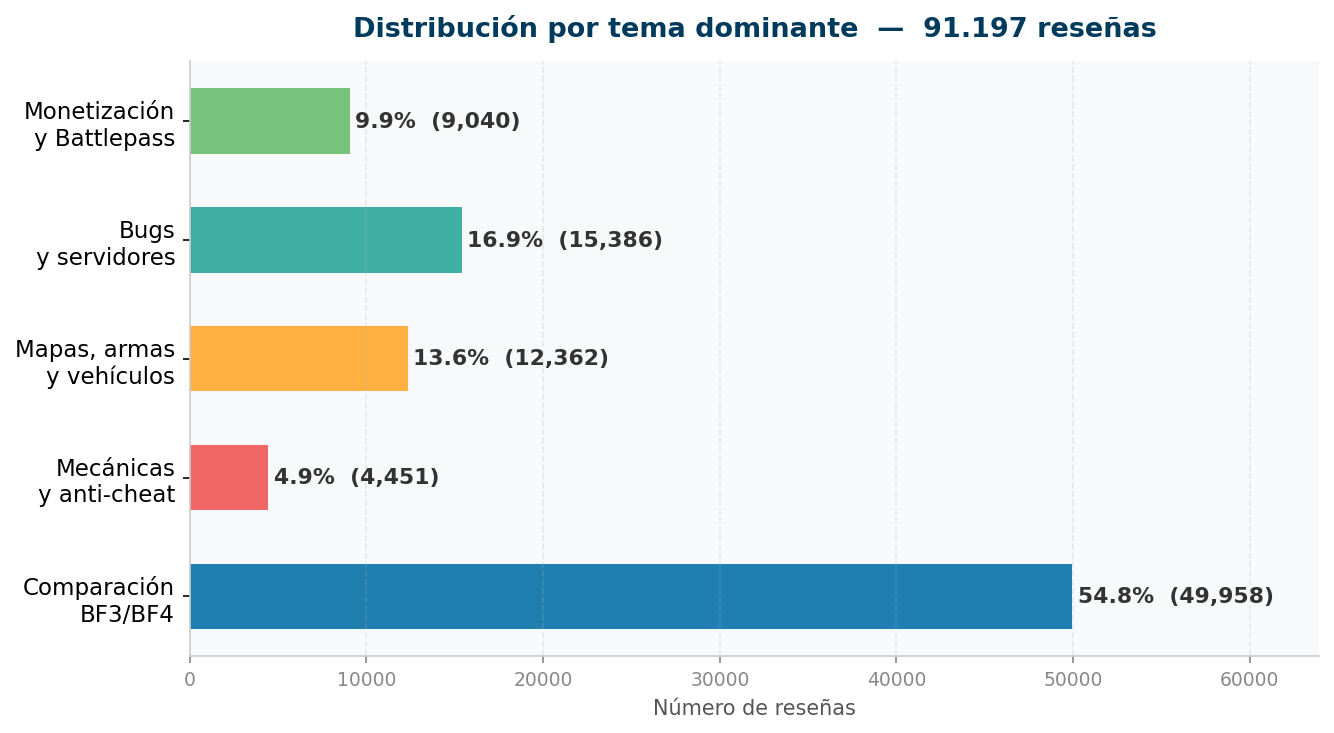 Distribución por tema dominante — 91.197 reseñas
Monetización
y Battlepass
9.9% (9,040)
Bugs
y servidores
16.9% (15,386)
Mapas, armas
y vehículos
13.6% (12,362)
Mecánicas
y anti-cheat
4.9% (4,451)
Comparación
BF3/BF4
54.8% (49,958)
0 10000 20000 30000 40000 50000 60000
Número de reseñas